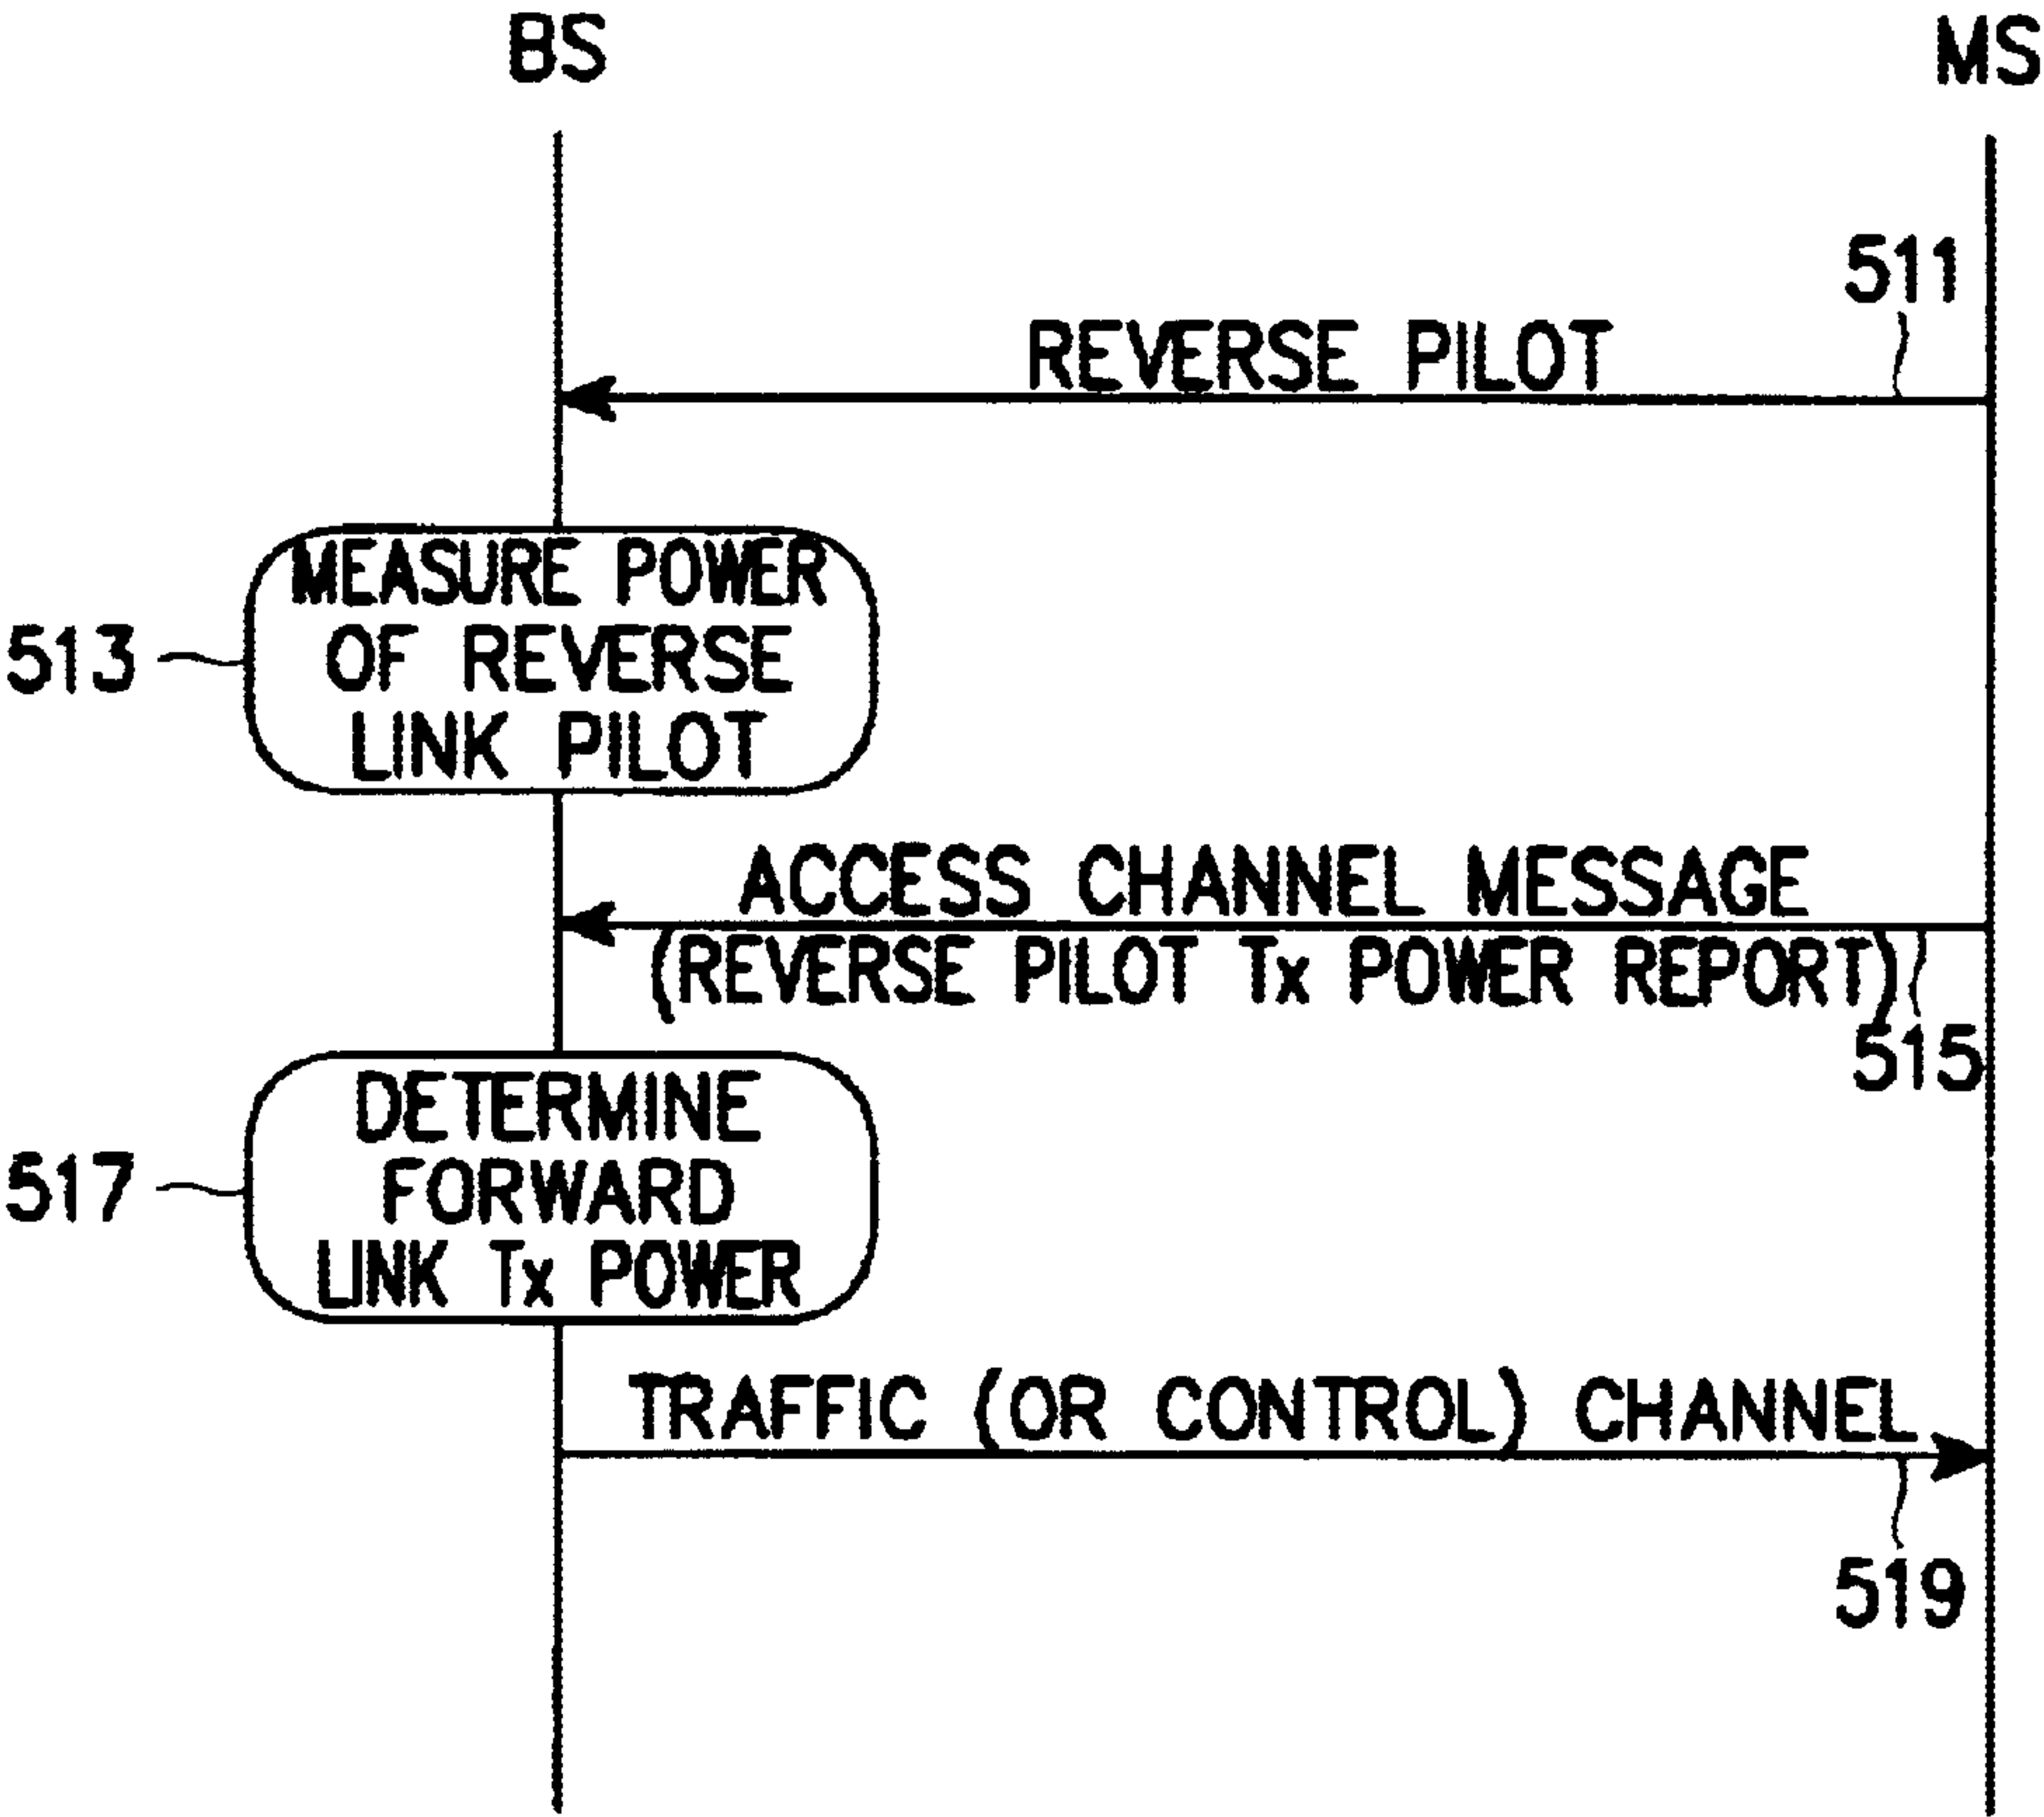 BS
MS
511
REVERSE PILOT
MEASURE POWER
OF REVERSE
LINK PILOT
513
ACCESS CHANNEL MESSAGE
(REVERSE PILOT Tx POWER REPORT)
515
DETERMINE
FORWARD
LINK Tx POWER
517
TRAFFIC (OR CONTROL) CHANNEL
519